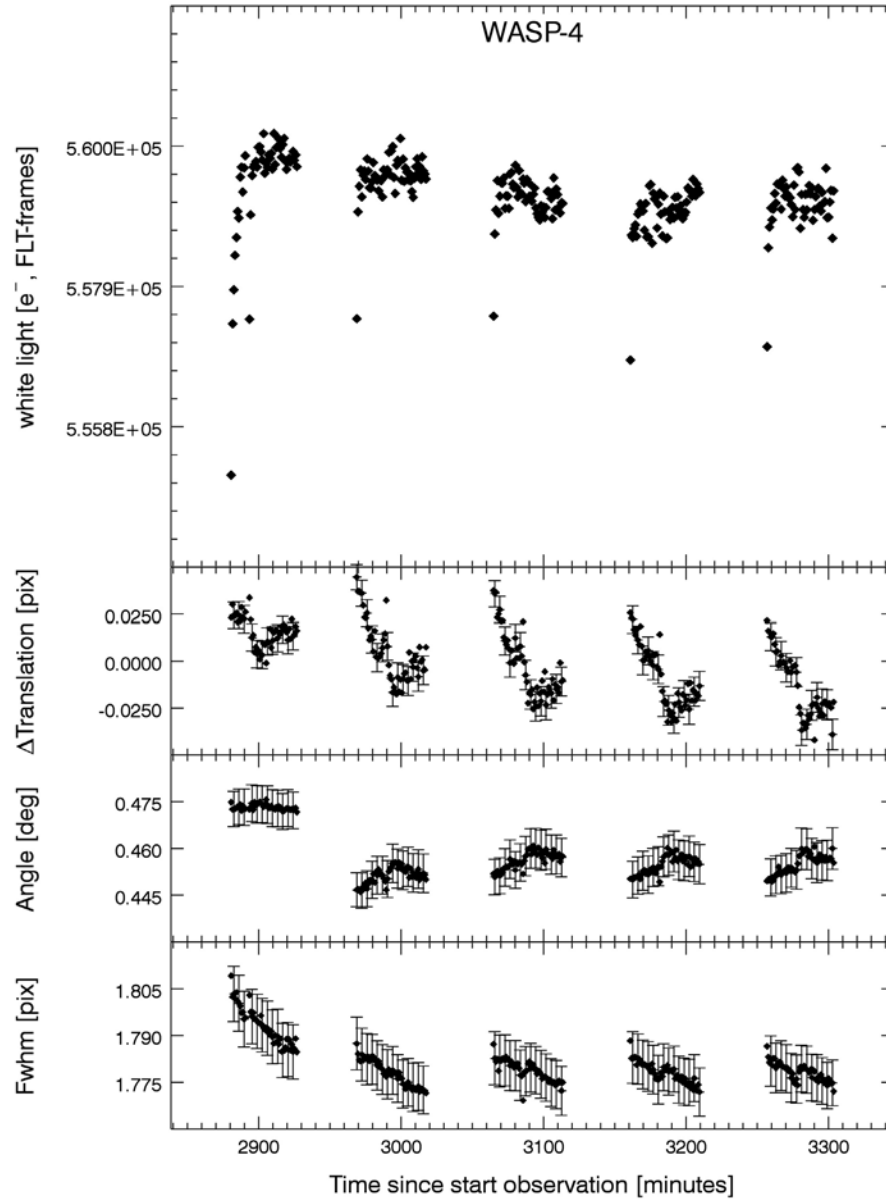 WASP-4
white light [e⁻, FLT-frames]
5.600E+05
5.579E+05
5.558E+05
ΔTranslation [pix]
0.0250
0.0000
-0.0250
Angle [deg]
0.475
0.460
0.445
Fwhm [pix]
1.805
1.790
1.775
2900 3000 3100 3200 3300
Time since start observation [minutes]